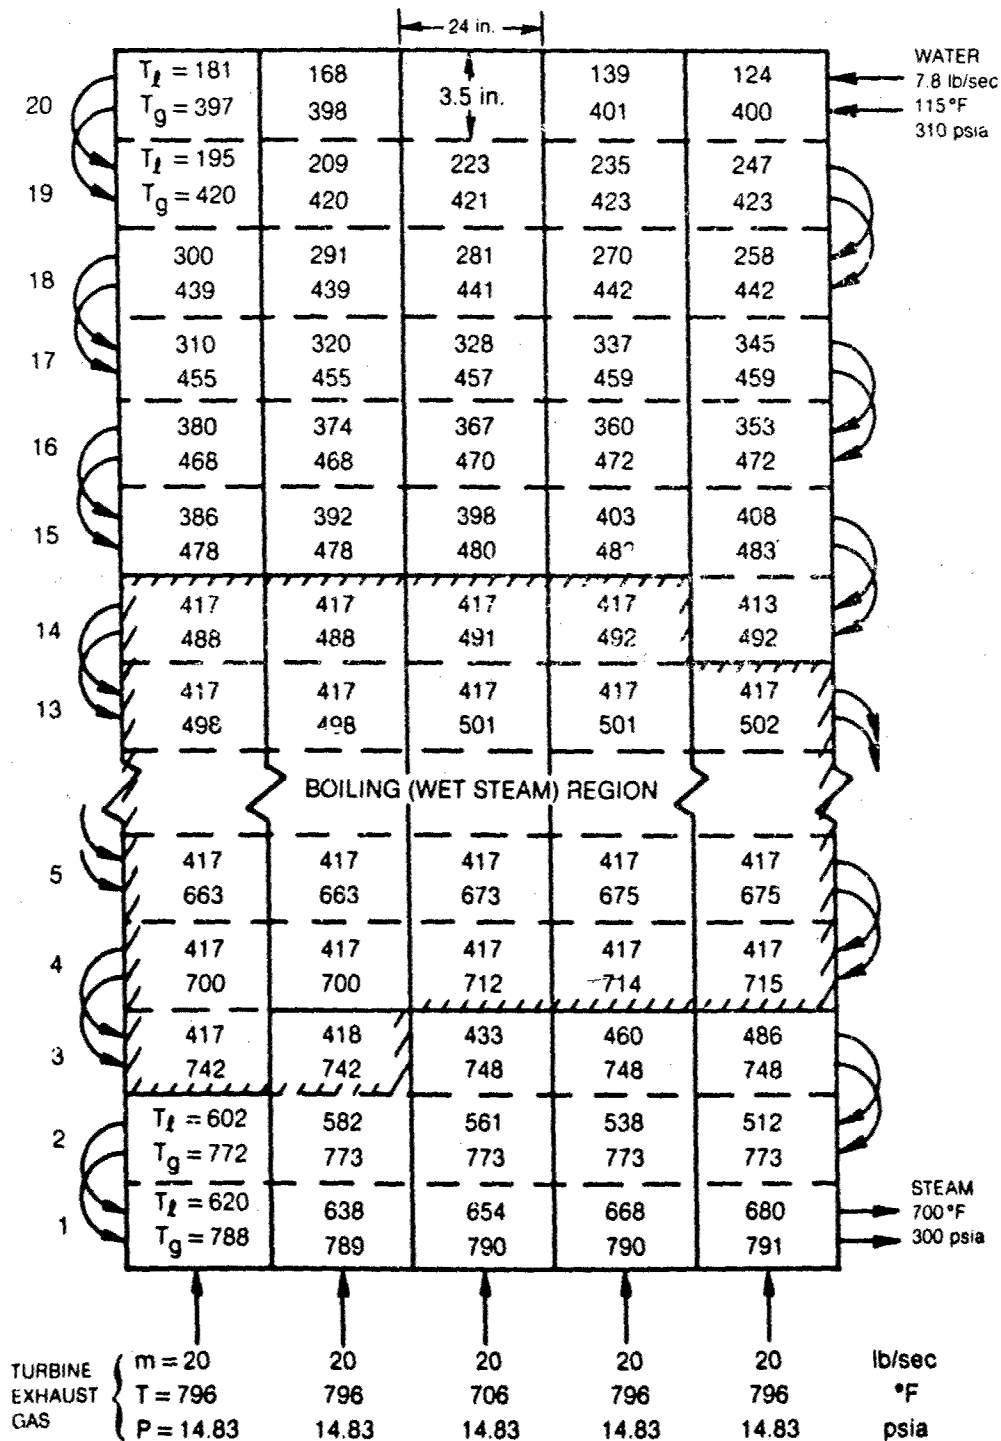 24 in.
T_ℓ = 181 168 139 124
3.5 in.
20 T_g = 397 398 401 400
WATER
7.8 lb/sec
115°F
310 psia
T_ℓ = 195 209 223 235 247
19 T_g = 420 420 421 423 423
300 291 281 270 258
18 439 439 441 442 442
310 320 328 337 345
17 455 455 457 459 459
380 374 367 360 353
16 468 468 470 472 472
386 392 398 403 408
15 478 478 480 483
417 417 417 417 413
14 488 488 491 492 492
417 417 417 417 417
13 498 498 501 501 502
BOILING (WET STEAM) REGION
417 417 417 417 417
5 663 663 673 675 675
417 417 417 417 417
4 700 700 712 714 715
417 418 433 460 486
3 742 742 748 748 748
T_ℓ = 602 582 561 538 512
2 T_g = 772 773 773 773 773
T_ℓ = 620 638 654 668 680
1 T_g = 788 789 790 790 791
STEAM
700°F
300 psia
TURBINE
EXHAUST
GAS
m = 20 20 20 20 20 lb/sec
T = 796 796 706 796 796 °F
P = 14.83 14.83 14.83 14.83 14.83 psia